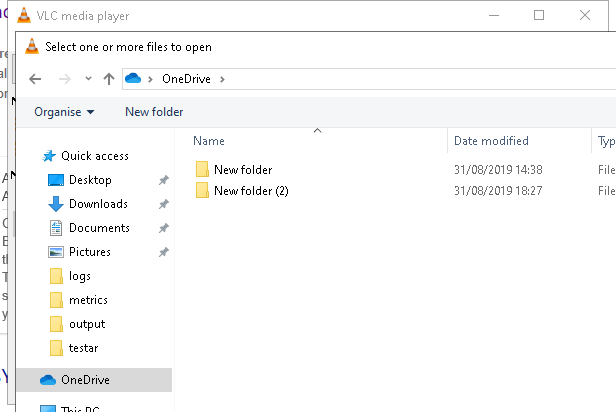 VLC media player
Select one or more files to open
OneDrive
Organise New folder
Name Date modified
New folder 31/08/2019 14:38 File
New folder (2) 31/08/2019 18:27 File
Quick access
Desktop
Downloads
Documents
Pictures
logs
metrics
output
testar
OneDrive
This PC